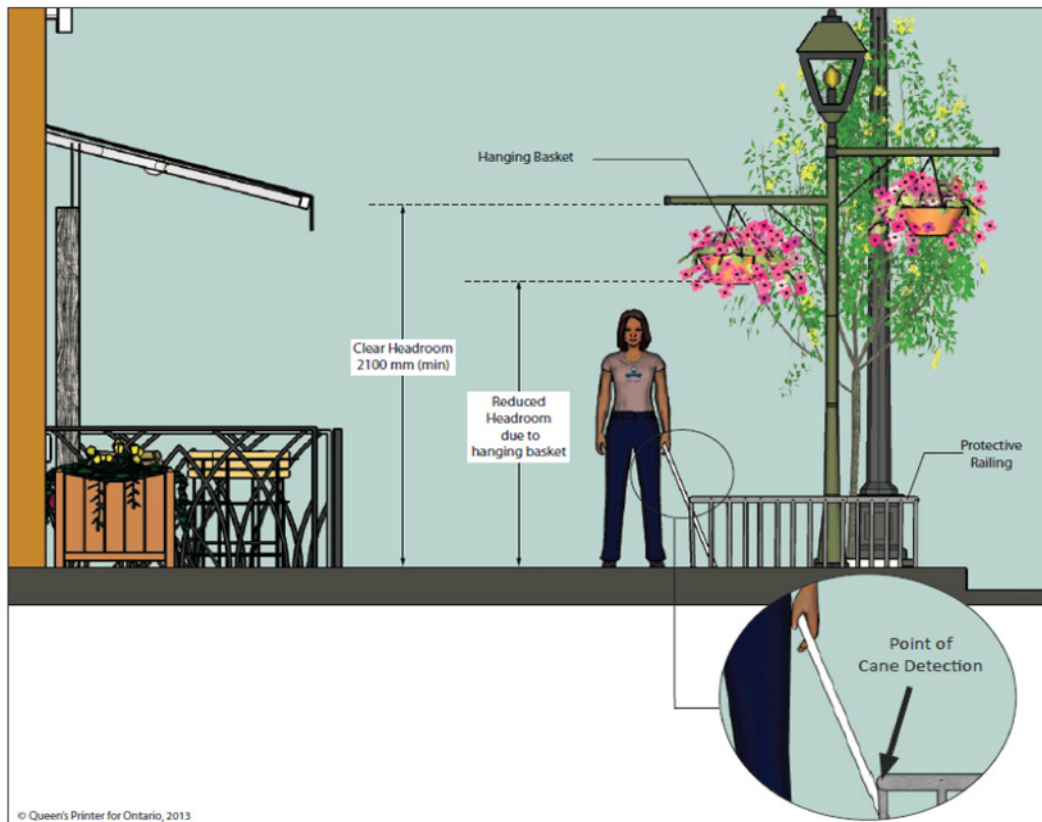 Hanging Basket
Clear Headroom
2100 mm (min)
Reduced
Headroom
due to
hanging basket
Protective
Railing
Point of
Cane Detection
© Queen's Printer for Ontario, 2013